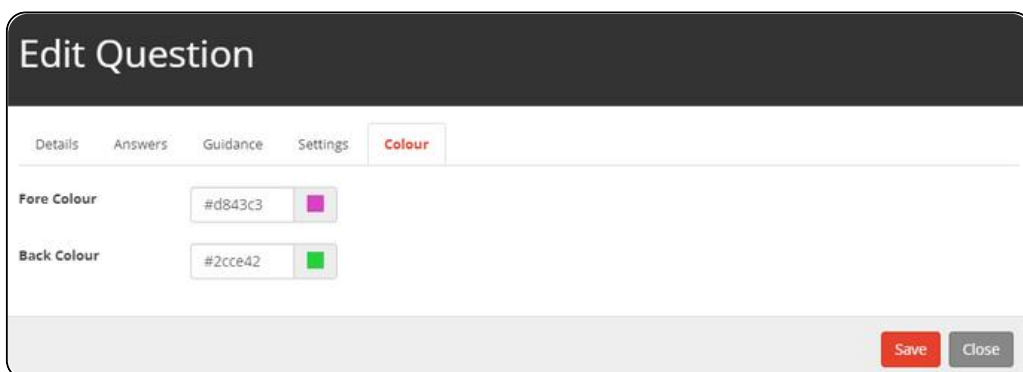 Edit Question
Details Answers Guidance Settings Colour
Fore Colour #d843c3
Back Colour #2cce42
Save Close